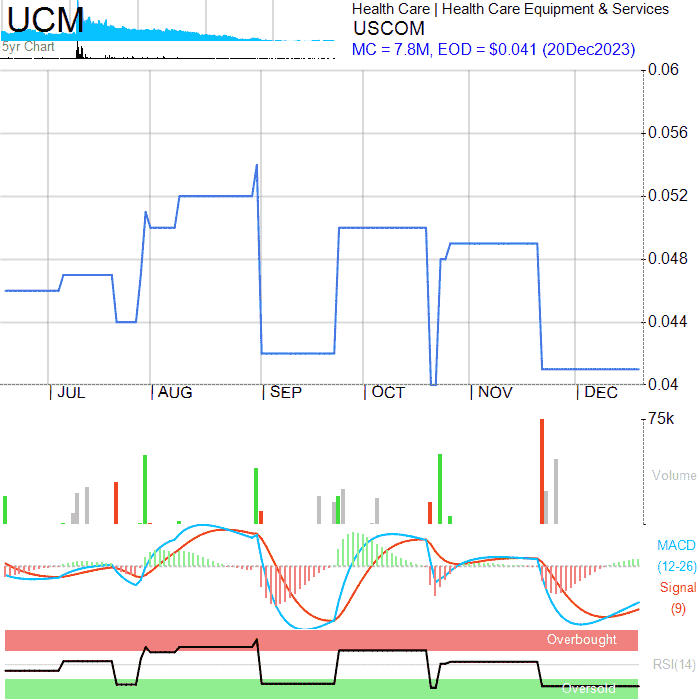 UCM
5yr Chart
Health Care | Health Care Equipment & Services
USCOM
MC = 7.8M, EOD = $0.041 (20Dec2023)
0.06
0.056
0.052
0.048
0.044
0.04
JUL
AUG
SEP
OCT
NOV
DEC
75k
Volume
MACD
(12-26)
Signal
(9)
Overbought
RSI(14)
Oversold